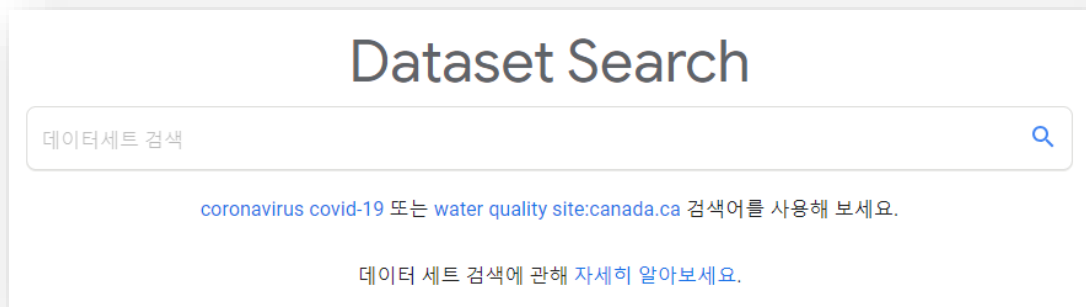 Dataset Search
데이터세트 검색
coronavirus covid-19 또는 water quality site:canada.ca 검색어를 사용해 보세요.
데이터 세트 검색에 관해 자세히 알아보세요.